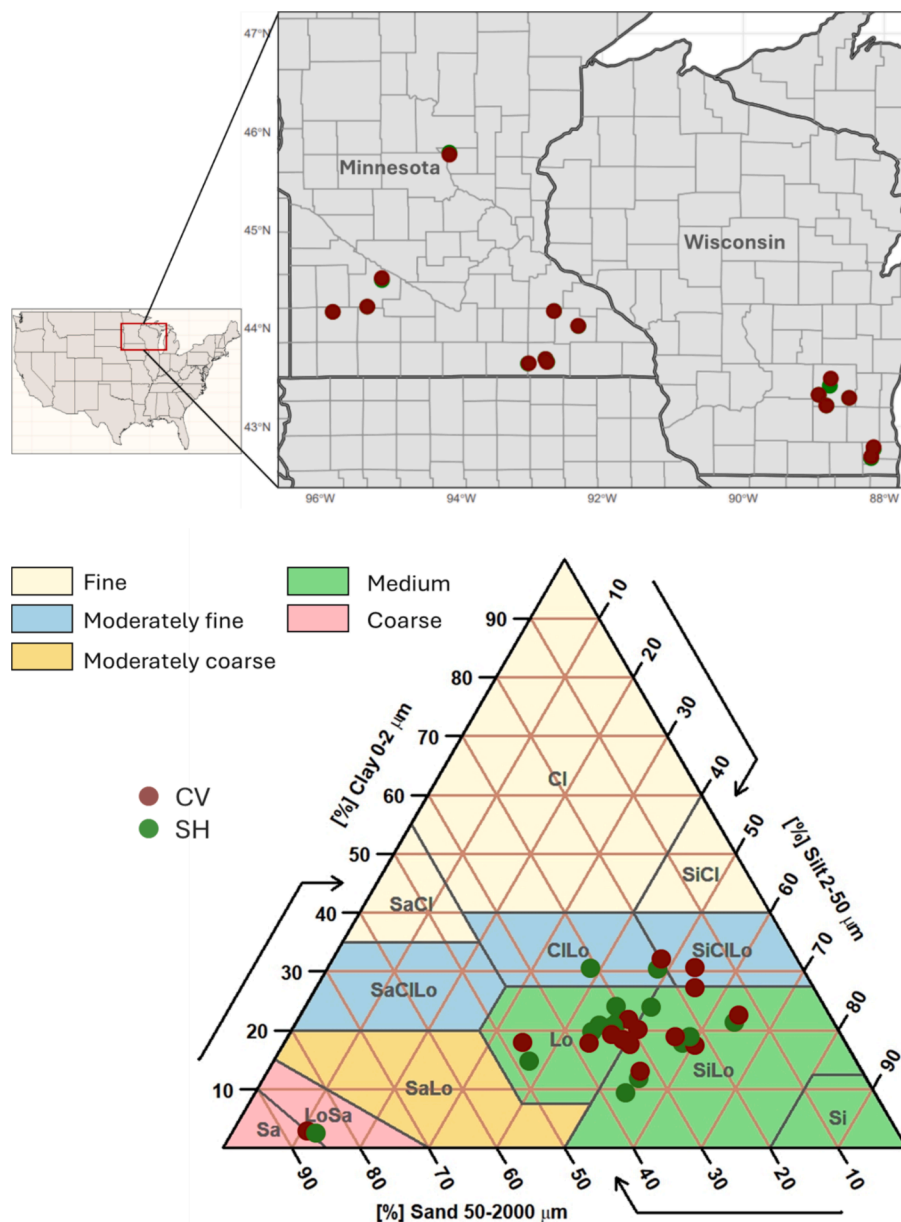 47°N
46°N
Minnesota
45°N
Wisconsin
44°N
43°N
96°W 94°W 92°W 90°W 88°W
Fine
Medium
Moderately fine
Coarse
Moderately coarse
CV
SH
[%] Clay 0-2 μm
90
80
70
60
50
40
30
20
10
[%] Silt 2-50 μm
10
20
30
40
50
60
70
80
90
Cl
SiCl
SaCl
ClLo
SiClLo
SaClLo
Lo
SiLo
SaLo
LoSa
Sa
Si
90 80 70 60 50 40 30 20 10
[%] Sand 50-2000 μm